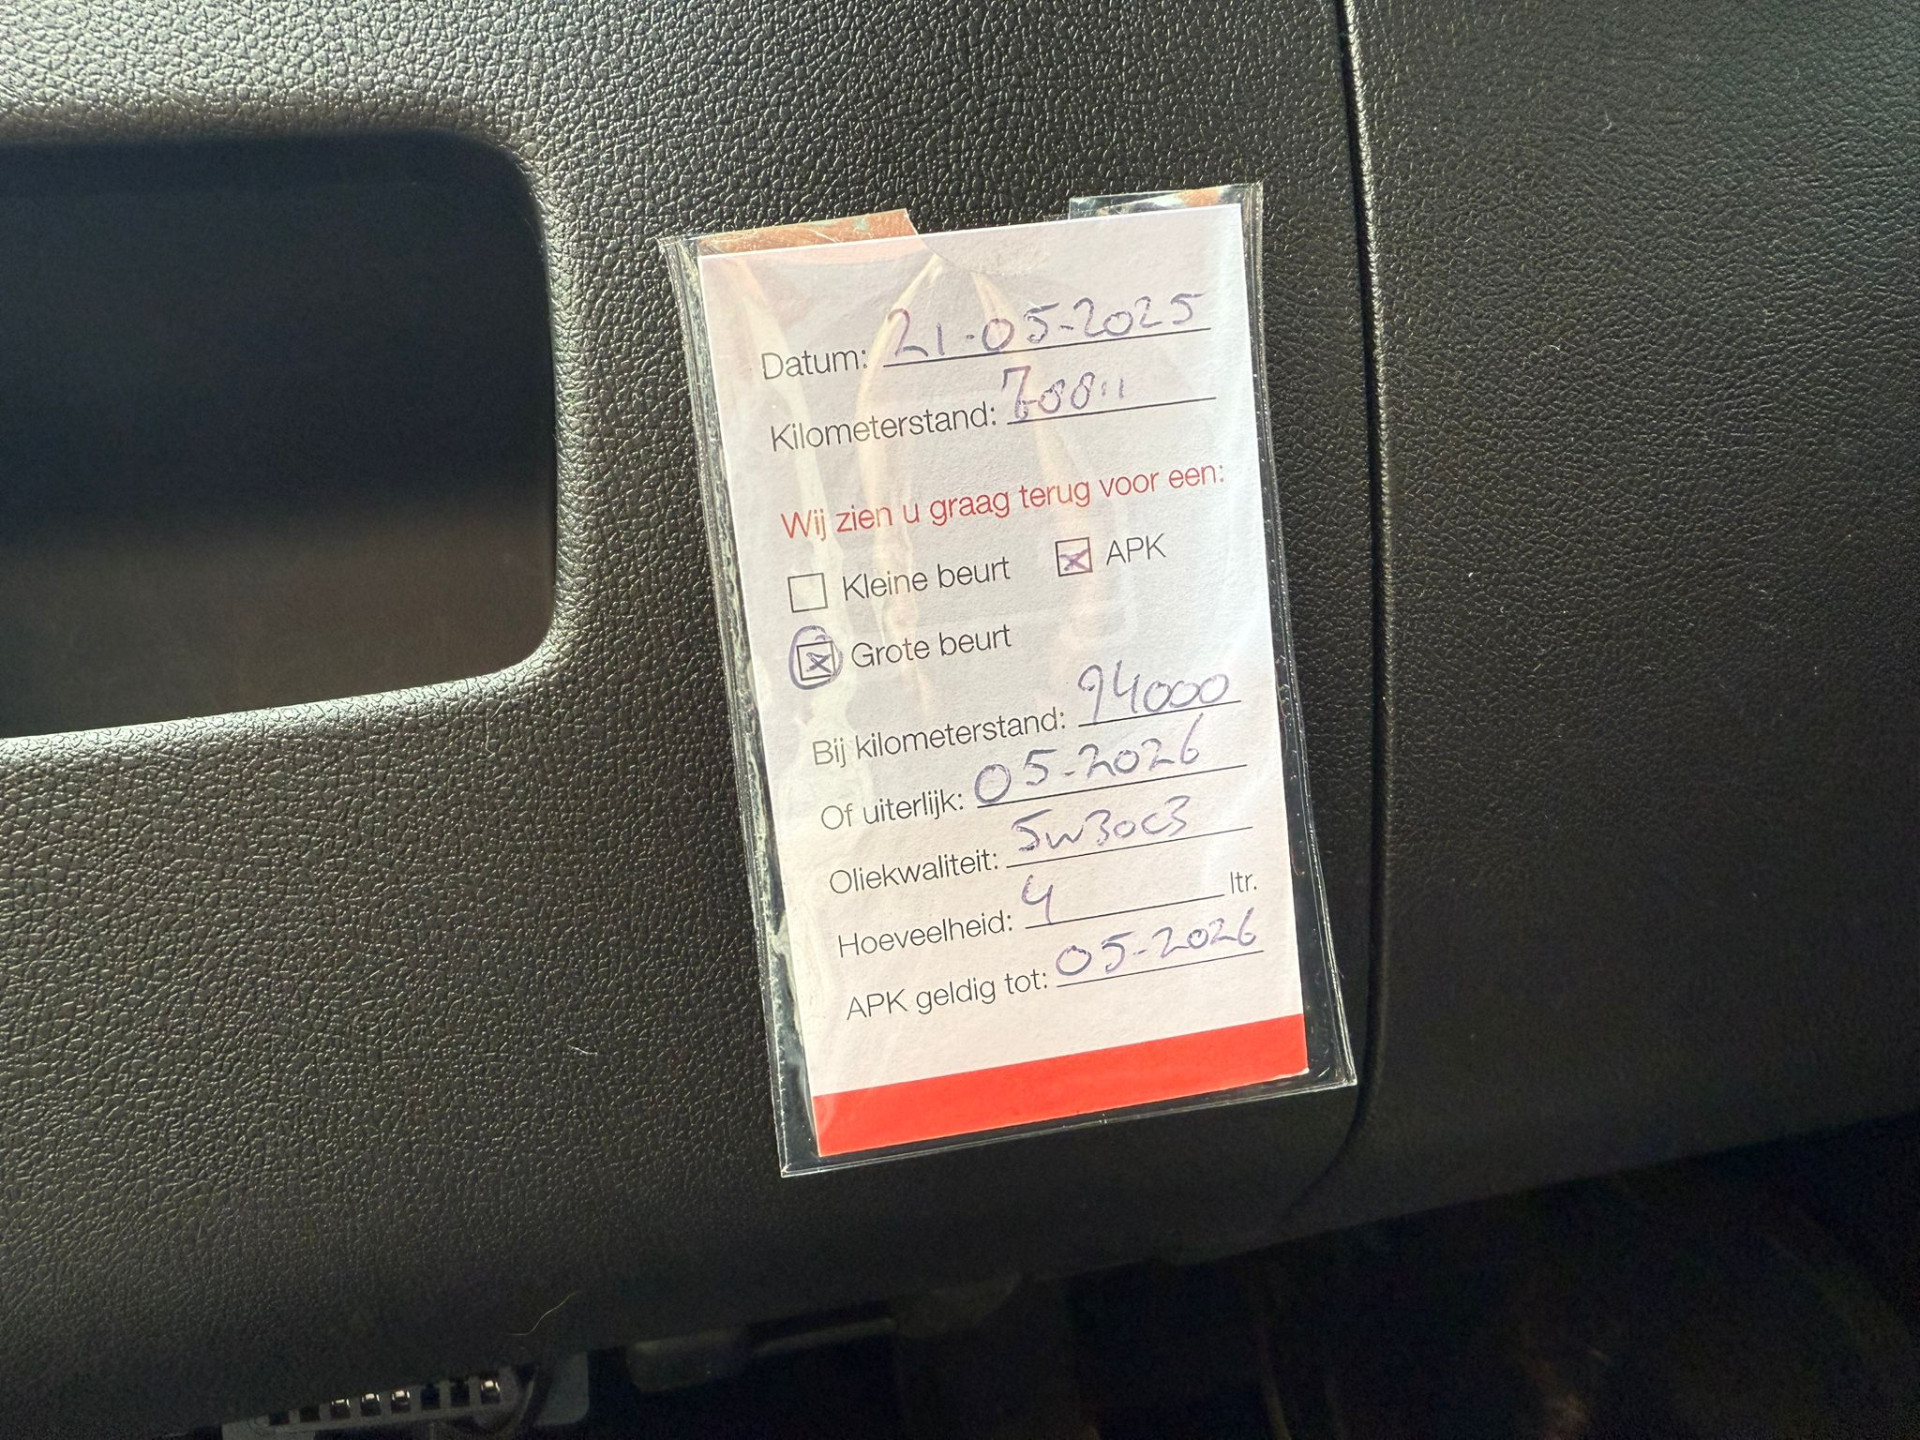 Datum: 21-05-2025
Kilometerstand:
Wij zien u graag terug voor een:
Kleine beurt APK
Grote beurt
Bij kilometerstand: 94000
Of uiterlijk: 05-2026
Oliekwaliteit: 5w30c3
Hoeveelheid: 4 ltr.
APK geldig tot: 05-2026